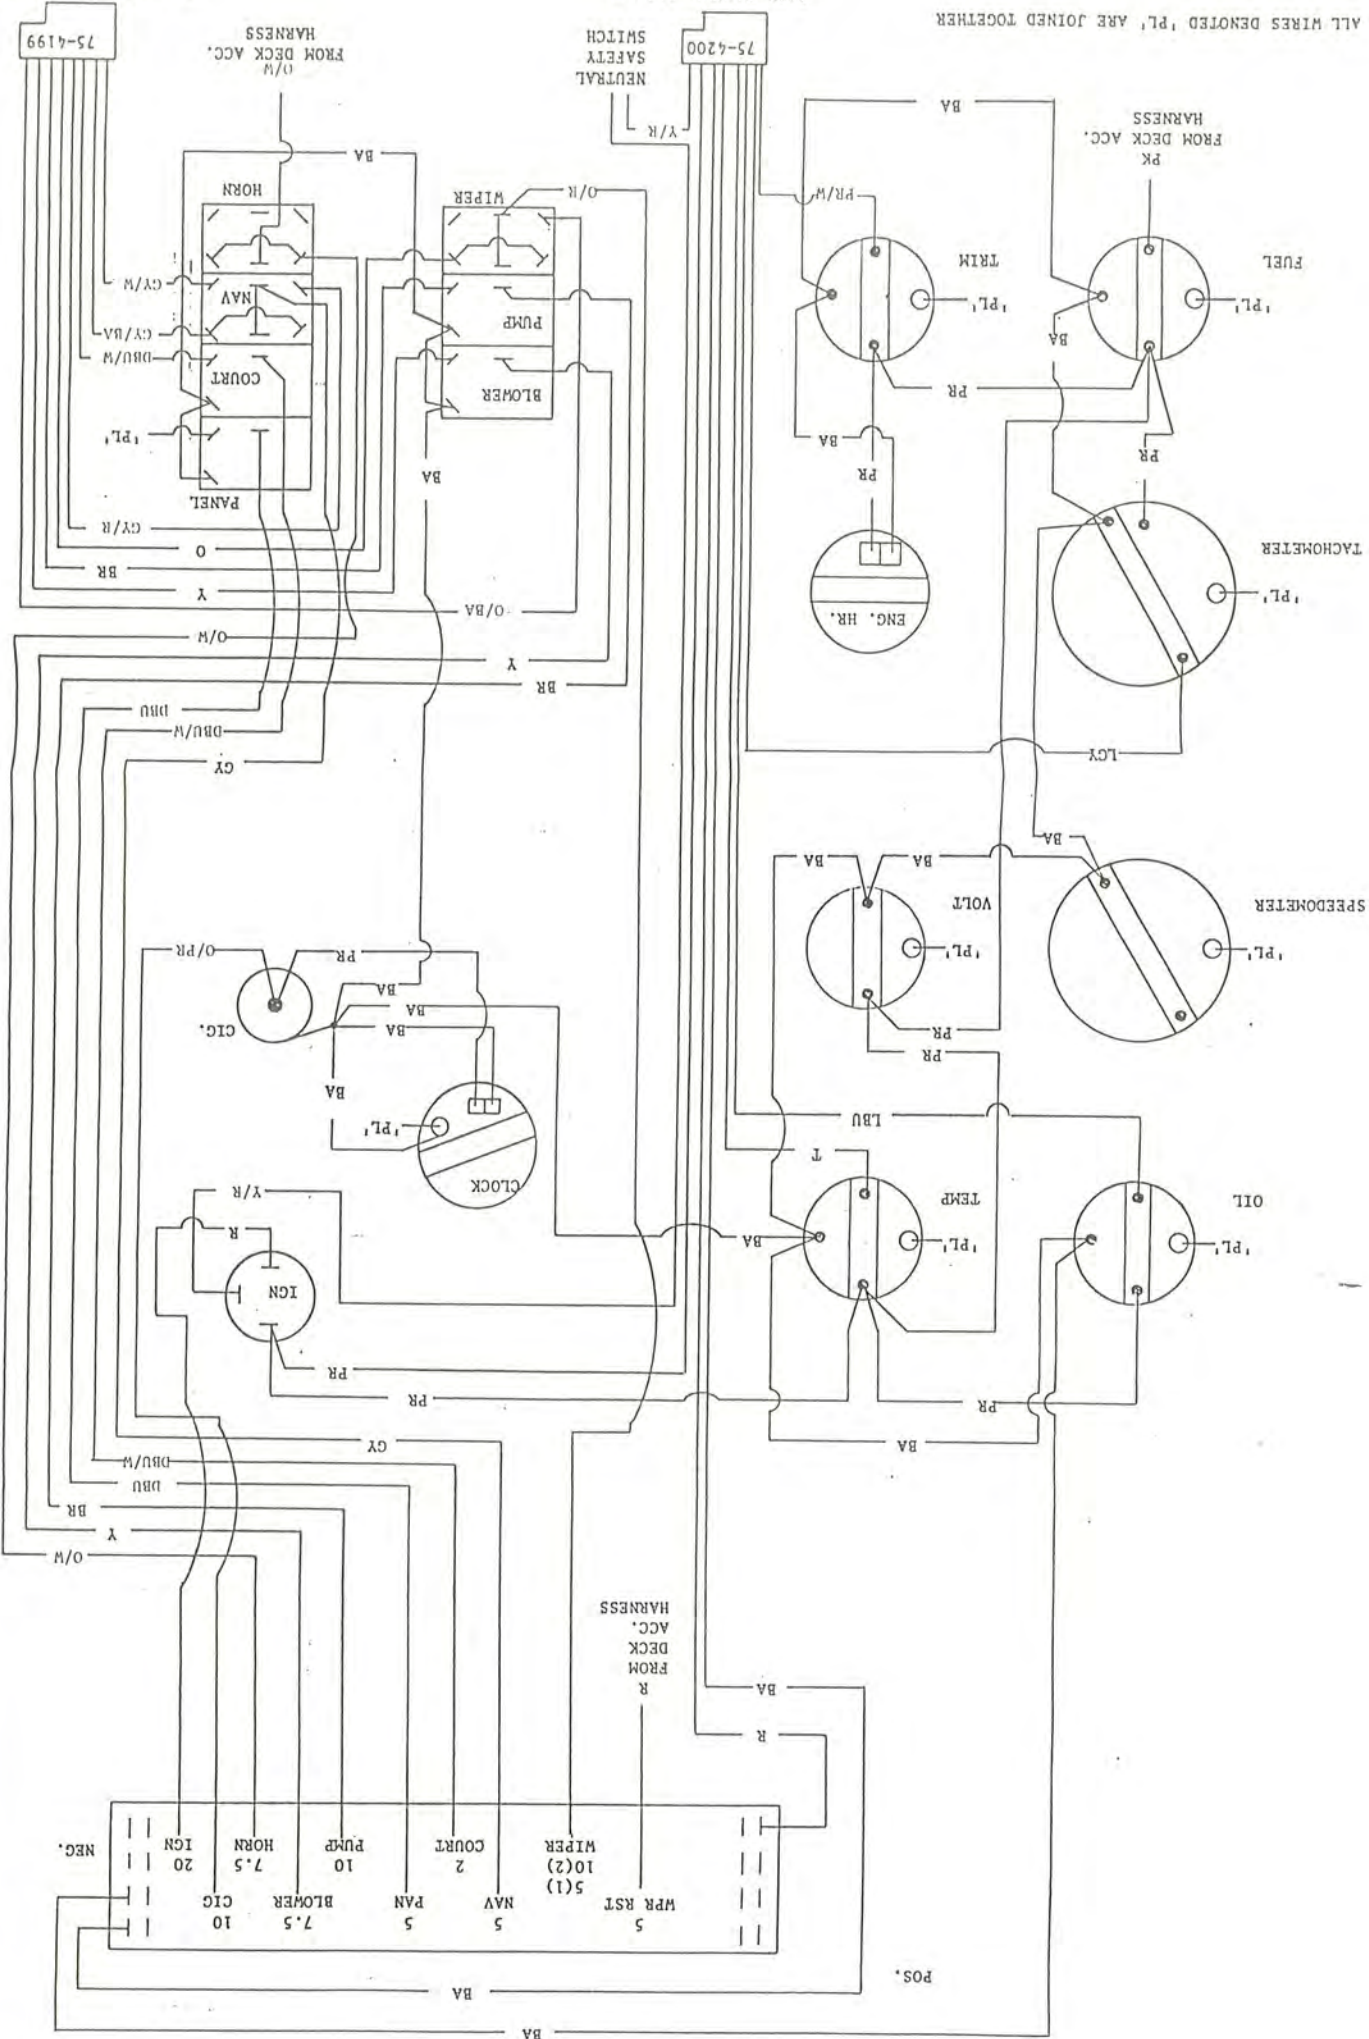 BA
BA
POS.
5
WPR RST
5
NAV
5
PAN
7.5
BLOWER
10
CIG
5(1)
10(2)
WIPER
2
COURT
10
PUMP
7.5
HORN
20
IGN
NEG.
R
BA
R
FROM
DECK
ACC.
HARNESS
O/W
Y
BR
DBU
DBU/W
GY
BA
PR
PR
PR
IGN
R
Y/R
OIL
'PL'
TEMP
'PL'
BA
CLOCK
'PL'
T
LBU
BA
PR
PR
CIG.
BA
BA
BA
PR
O/PR
SPEEDOMETER
'PL'
VOLT
'PL'
BA
BA
BA
LGY
GY
DBU/W
DBU
BR
Y
O/W
O/BA
Y
BR
O
GY/R
TACHOMETER
'PL'
ENG. HR.
PR
PR
BA
PR
BA
BA
PANEL
'PL'
COURT
BLOWER
DBU/W
GY/BA
PUMP
NAV
GY/W
FUEL
'PL'
TRIM
'PL'
PR/W
WIPER
O/R
HORN
BA
PK
FROM DECK ACC.
HARNESS
BA
Y/R
NEUTRAL
SAFETY
SWITCH
O/W
FROM DECK ACC.
HARNESS
75-4200
75-4199
ALL WIRES DENOTED 'PL' ARE JOINED TOGETHER